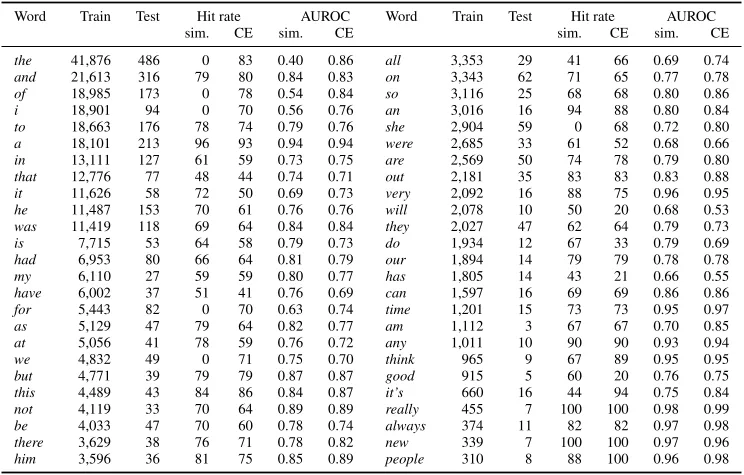 Word Train Test Hit rate AUROC Word Train Test Hit rate AUROC
sim. CE sim. CE sim. CE sim. CE
the 41,876 486 0 83 0.40 0.86 all 3,353 29 41 66 0.69 0.74
and 21,613 316 79 80 0.84 0.83 on 3,343 62 71 65 0.77 0.78
of 18,985 173 0 78 0.54 0.84 so 3,116 25 68 68 0.80 0.86
i 18,901 94 0 70 0.56 0.76 an 3,016 16 94 88 0.80 0.84
to 18,663 176 78 74 0.79 0.76 she 2,904 59 0 68 0.72 0.80
a 18,101 213 96 93 0.94 0.94 were 2,685 33 61 52 0.68 0.66
in 13,111 127 61 59 0.73 0.75 are 2,569 50 74 78 0.79 0.80
that 12,776 77 48 44 0.74 0.71 out 2,181 35 83 83 0.83 0.88
it 11,626 58 72 50 0.69 0.73 very 2,092 16 88 75 0.96 0.95
he 11,487 153 70 61 0.76 0.76 will 2,078 10 50 20 0.68 0.53
was 11,419 118 69 64 0.84 0.84 they 2,027 47 62 64 0.79 0.73
is 7,715 53 64 58 0.79 0.73 do 1,934 12 67 33 0.79 0.69
had 6,953 80 66 64 0.81 0.79 our 1,894 14 79 79 0.78 0.78
my 6,110 27 59 59 0.80 0.77 has 1,805 14 43 21 0.66 0.55
have 6,002 37 51 41 0.76 0.69 can 1,597 16 69 69 0.86 0.86
for 5,443 82 0 70 0.63 0.74 time 1,201 15 73 73 0.95 0.97
as 5,129 47 79 64 0.82 0.77 am 1,112 3 67 67 0.70 0.85
at 5,056 41 78 59 0.76 0.72 any 1,011 10 90 90 0.93 0.94
we 4,832 49 0 71 0.75 0.70 think 965 9 67 89 0.95 0.95
but 4,771 39 79 79 0.87 0.87 good 915 5 60 20 0.76 0.75
this 4,489 43 84 86 0.84 0.87 it's 660 16 44 94 0.75 0.84
not 4,119 33 70 64 0.89 0.89 really 455 7 100 100 0.98 0.99
be 4,033 47 70 60 0.78 0.74 always 374 11 82 82 0.97 0.98
there 3,629 38 76 71 0.78 0.82 new 339 7 100 100 0.97 0.96
him 3,596 36 81 75 0.85 0.89 people 310 8 88 100 0.96 0.98